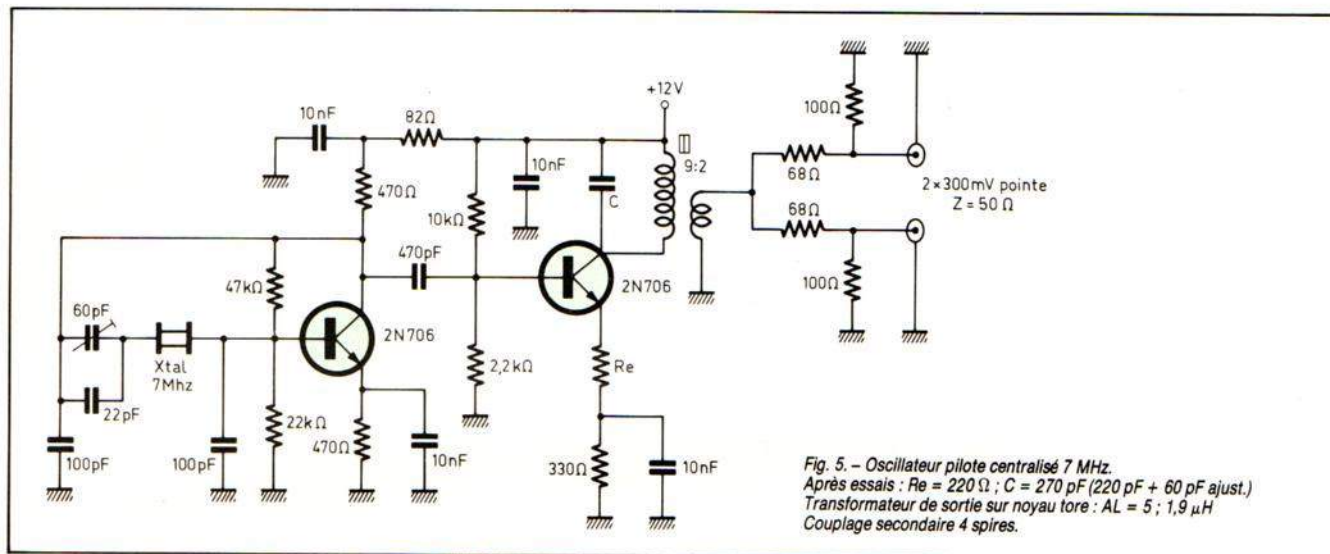 +12V
10nF
82Ω
100Ω
9:2
10nF
470Ω
C
68Ω
2×300mV pointe
Z = 50 Ω
10kΩ
68Ω
470pF
47kΩ
2N706
60pF
2N706
100Ω
Xtal
7Mhz
2,2kΩ
Re
22pF
22kΩ
470Ω
100pF
100pF
10nF
330Ω
10nF
Fig. 5. – Oscillateur pilote centralisé 7 MHz.
Après essais : Re = 220 Ω ; C = 270 pF (220 pF + 60 pF ajust.)
Transformateur de sortie sur noyau tore : AL = 5 ; 1,9 µH
Couplage secondaire 4 spires.